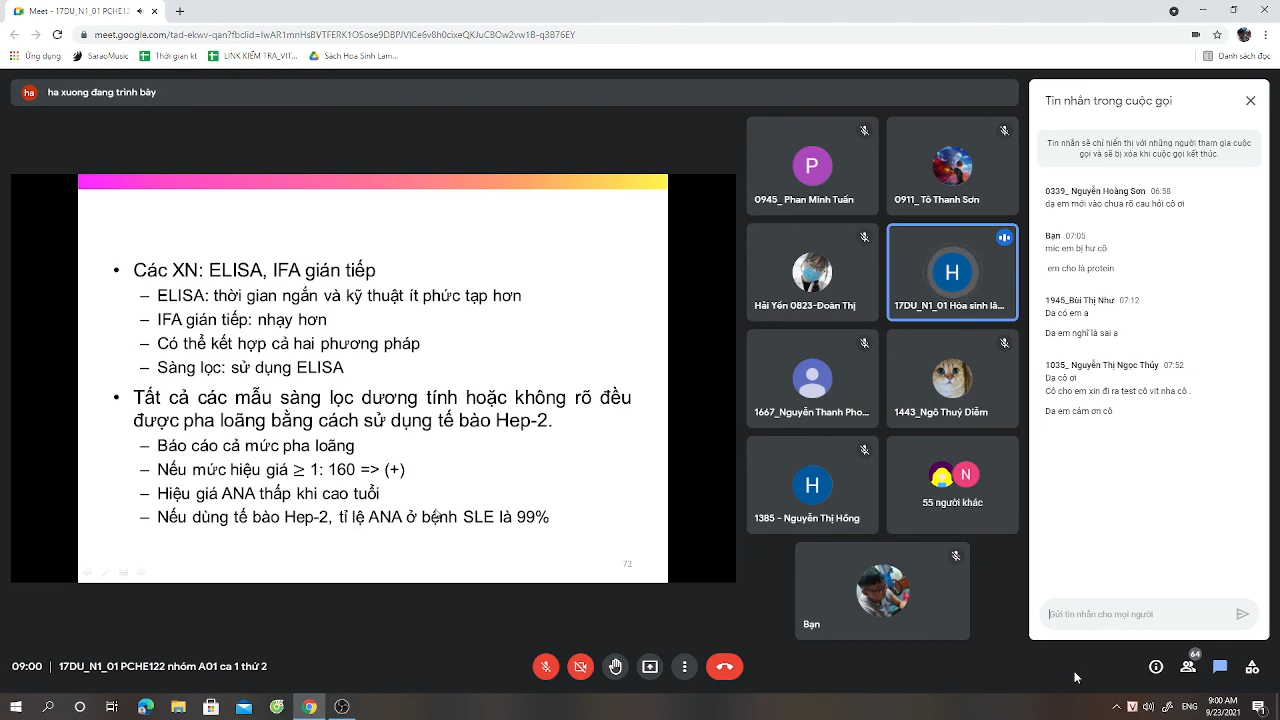 Meet - 17DU_N1_01 PCHE12
meet.google.com/tad-ekwv-qan?fbclid=IwAR1mnHsBVTFERK1OSose9D8PJVlCe6v8h0cixeQKJuCBOw2vw1B-q3B76EY
Ứng dụng
SaraoMusic
Thời gian kt
LINK KIỂM TRA_VIT...
Sách Hoa Sinh Lam...
Danh sách đọc
ha
ha xuong đang trình bày
• Các XN: ELISA, IFA gián tiếp
– ELISA: thời gian ngắn và kỹ thuật ít phức tạp hơn
– IFA gián tiếp: nhạy hơn
– Có thể kết hợp cả hai phương pháp
– Sàng lọc: sử dụng ELISA
• Tất cả các mẫu sàng lọc dương tính hoặc không rõ đều
được pha loãng bằng cách sử dụng tế bào Hep-2.
– Báo cáo cả mức pha loãng
– Nếu mức hiệu giá ≥ 1: 160 => (+)
– Hiệu giá ANA thấp khi cao tuổi
– Nếu dùng tế bào Hep-2, tỉ lệ ANA ở bệnh SLE là 99%
72
P
0945_ Phan Minh Tuấn
0911_ Tô Thanh Sơn
Hải Yến 0823-Đoàn Thị
H
17DU_N1_01 Hóa sinh lâ...
1667_Nguyễn Thanh Pho...
1443_Ngô Thuý Diễm
H
1385 - Nguyễn Thị Hồng
N
55 người khác
Bạn
Tin nhắn trong cuộc gọi
Tin nhắn sẽ chỉ hiển thị với những người tham gia cuộc
gọi và sẽ bị xóa khi cuộc gọi kết thúc.
0339_ Nguyễn Hoàng Sơn 06:58
dạ em mới vào chưa rõ cau hỏi cô ơi
Bạn 07:05
mic em bị hư cô
em cho là protein
1945_Bùi Thị Như 07:12
Dạ có em ạ
Dạ em nghĩ là sai ạ
1035_ Nguyễn Thị Ngọc Thúy 07:52
Dạ cô ơi
Cô cho em xin đi ra test cô vit nha cô .
Dạ em cảm ơn cô
Gửi tin nhắn cho mọi người
09:00 | 17DU_N1_01 PCHE122 nhóm A01 ca 1 thứ 2
64
9:00 AM
9/23/2021